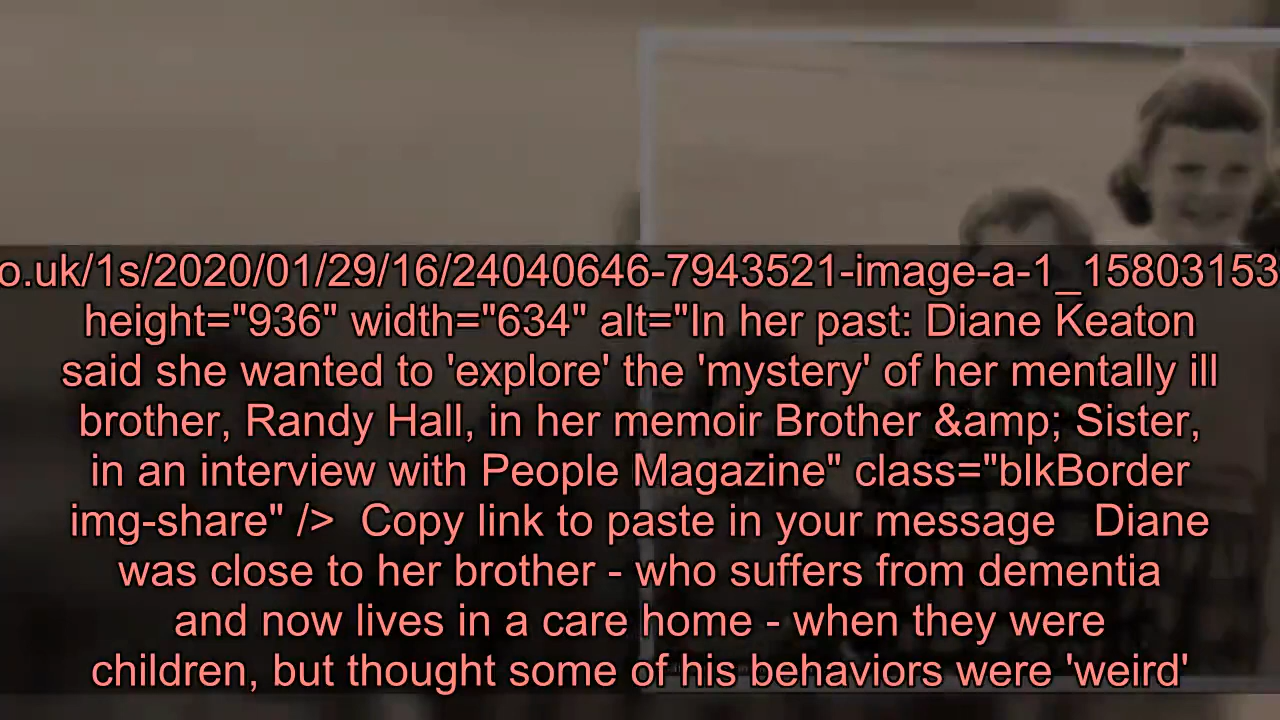 o.uk/1s/2020/01/29/16/24040646-7943521-image-a-1_15803153
height="936" width="634" alt="In her past: Diane Keaton
said she wanted to 'explore' the 'mystery' of her mentally ill
brother, Randy Hall, in her memoir Brother &amp; Sister,
in an interview with People Magazine" class="blkBorder
img-share" />  Copy link to paste in your message   Diane
was close to her brother - who suffers from dementia
and now lives in a care home - when they were
children, but thought some of his behaviors were 'weird'